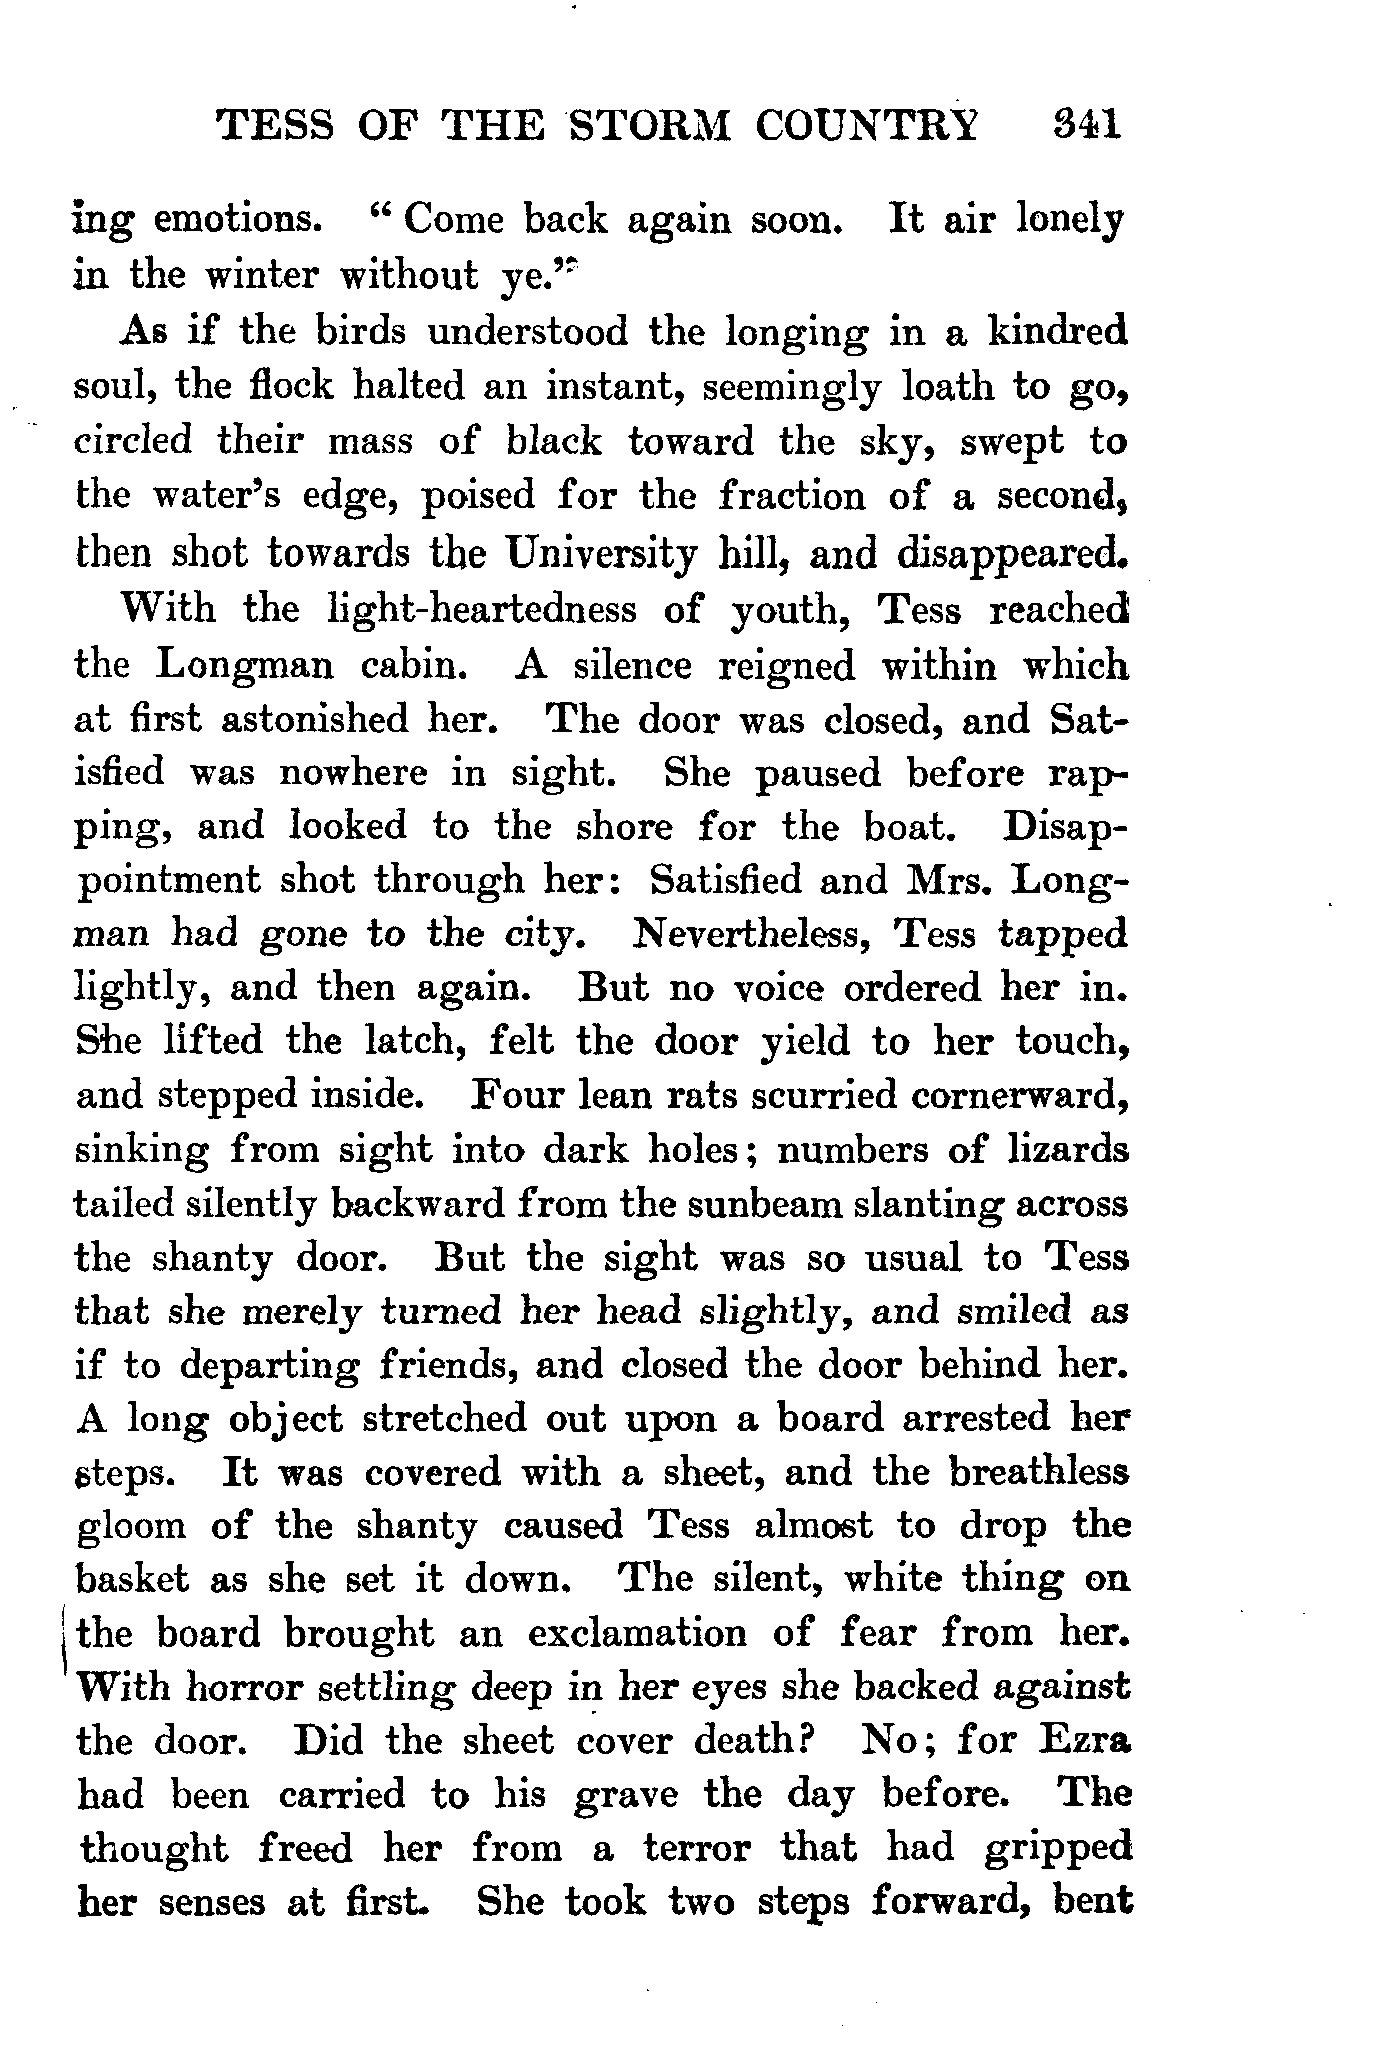 TESS OF THE STORM COUNTRY 341
ing emotions. “ Come back again soon. It air lonely
in the winter without ye.”
As if the birds understood the longing in a kindred
soul, the flock halted an instant, seemingly loath to go,
circled their mass of black toward the sky, swept to
the water’s edge, poised for the fraction of a second,
then shot towards the University hill, and disappeared.
With the light-heartedness of youth, Tess reached
the Longman cabin. A silence reigned within which
at first astonished her. The door was closed, and Sat-
isfied was nowhere in sight. She paused before rap-
ping, and looked to the shore for the boat. Disap-
pointment shot through her: Satisfied and Mrs. Long-
man had gone to the city. Nevertheless, Tess tapped
lightly, and then again. But no voice ordered her in.
She lifted the latch, felt the door yield to her touch,
and stepped inside. Four lean rats scurried cornerward,
sinking from sight into dark holes; numbers of lizards
tailed silently backward from the sunbeam slanting across
the shanty door. But the sight was so usual to Tess
that she merely turned her head slightly, and smiled as
if to departing friends, and closed the door behind her.
A long object stretched out upon a board arrested her
steps. It was covered with a sheet, and the breathless
gloom of the shanty caused Tess almost to drop the
basket as she set it down. The silent, white thing on
the board brought an exclamation of fear from her.
With horror settling deep in her eyes she backed against
the door. Did the sheet cover death? No; for Ezra
had been carried to his grave the day before. The
thought freed her from a terror that had gripped
her senses at first. She took two steps forward, bent